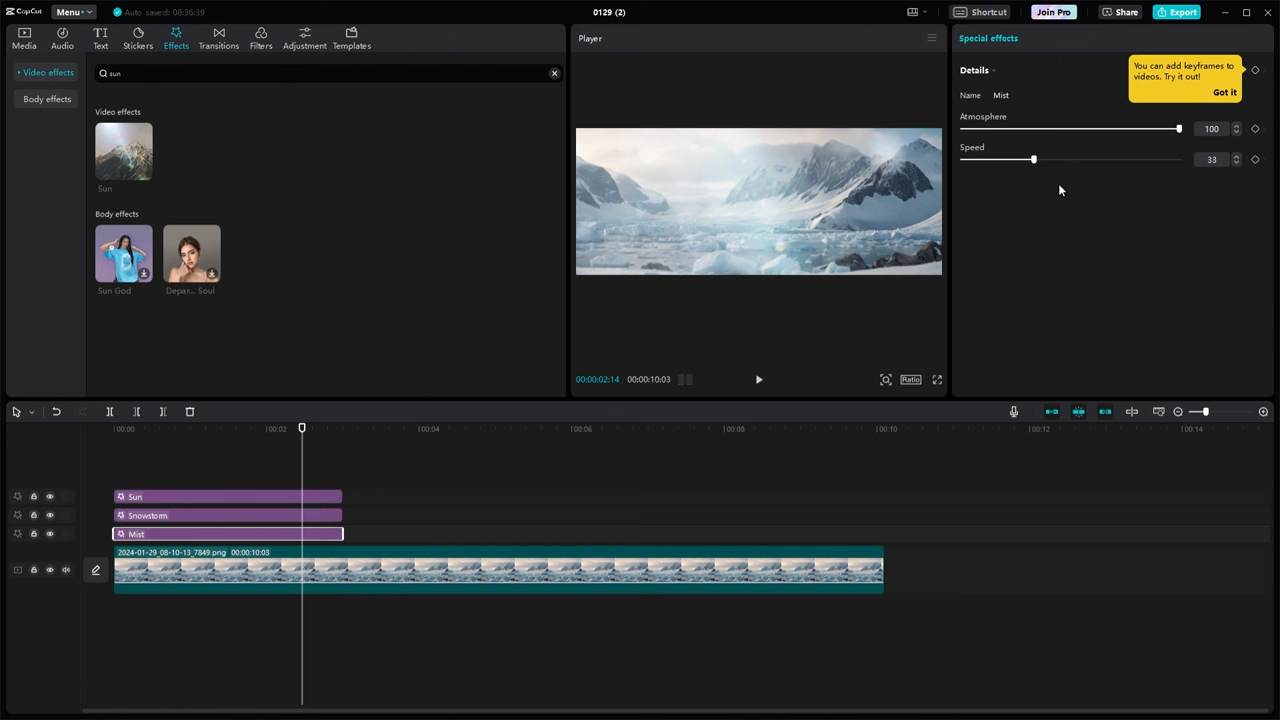 CapCut
Menu
Auto saved: 08:36:39
0129 (2)
Shortcut
Join Pro
Share
Export
Media
Audio
TI
Text
Stickers
Effects
Transitions
Filters
Adjustment
Templates
Player
Special effects
Video effects
Body effects
sun
Video effects
Sun
Body effects
Sun God
Depar... Soul
Details
You can add keyframes to
videos. Try it out!
Got it
Name Mist
Atmosphere
100
Speed
33
00:00:02:14 00:00:10:03
Ratio
00:00
00:02
00:04
00:06
00:08
00:10
00:12
00:14
Sun
Snowstorm
Mist
2024-01-29_08-10-13_7849.png 00:00:10:03